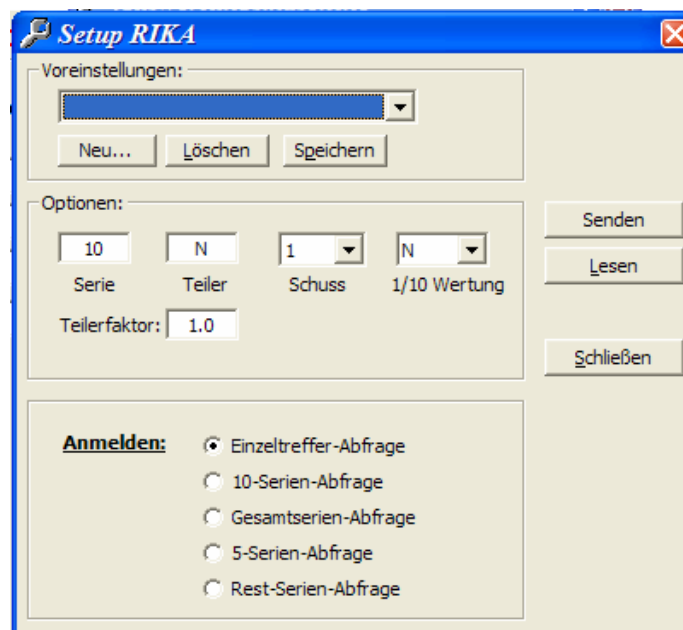 Setup RIKA
Voreinstellungen:
Neu... Löschen Speichern
Optionen:
10 N 1 N
Serie Teiler Schuss 1/10 Wertung
Teilerfaktor: 1.0
Senden
Lesen
Schließen
Anmelden: Einzeltreffer-Abfrage
10-Serien-Abfrage
Gesamtserien-Abfrage
5-Serien-Abfrage
Rest-Serien-Abfrage